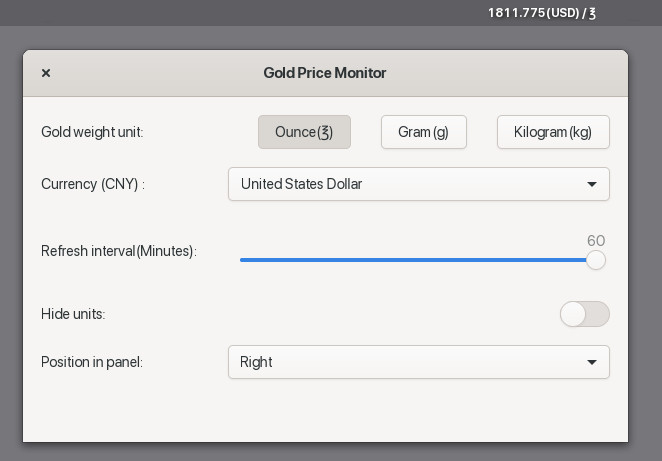 1811.775(USD) / ℥
Gold Price Monitor
Gold weight unit:
Ounce(℥)
Gram (g)
Kilogram (kg)
Currency (CNY) :
United States Dollar
60
Refresh interval(Minutes):
Hide units:
Position in panel:
Right